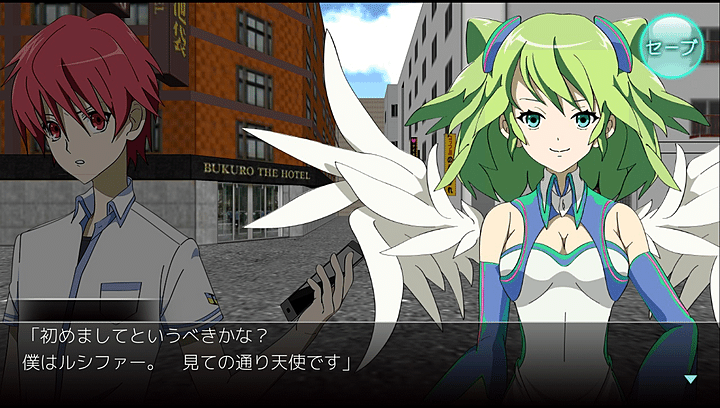 セーブ
BUKURO THE HOTEL
「初めましてというべきかな？
僕はルシファー。　見ての通り天使です」